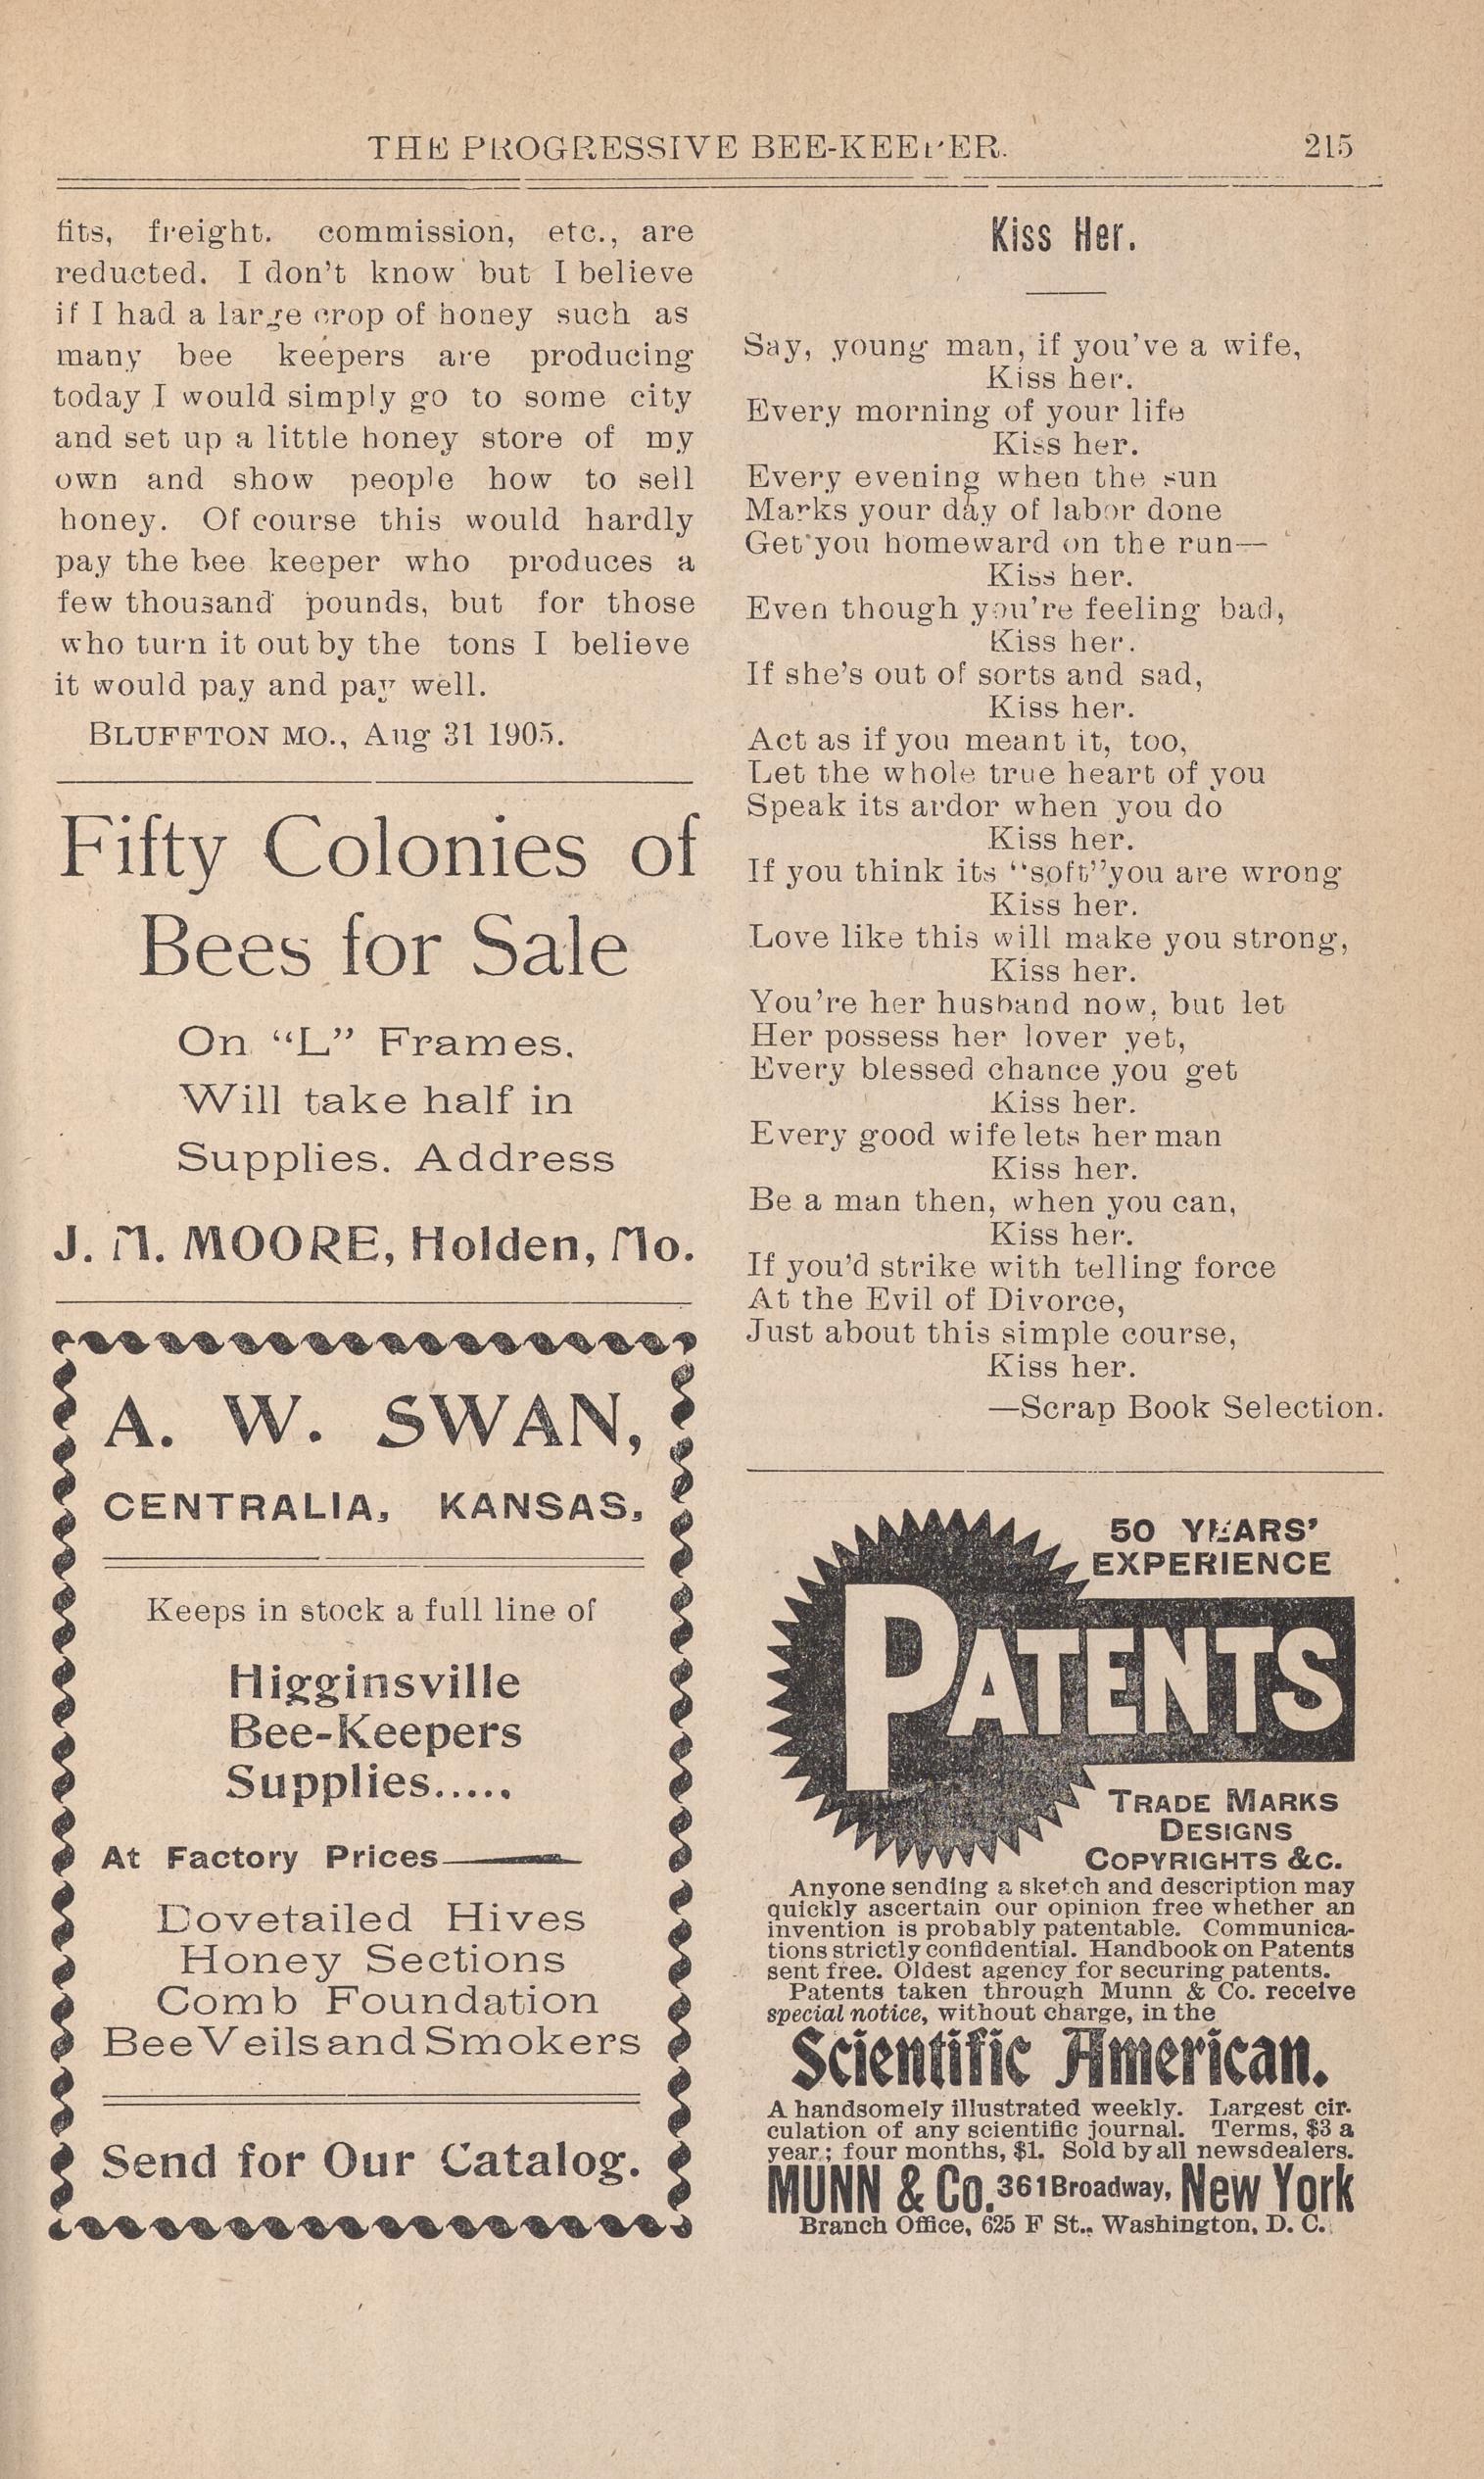 THE PROGRESSIVE BEE-KEEPER. 215
fits, freight. commission, etc., are
reducted. I don't know but I believe
if I had a large crop of honey such as
many bee keepers are producing
today I would simply go to some city
and set up a little honey store of my
own and show people how to sell
honey. Of course this would hardly
pay the bee keeper who produces a
few thousand pounds, but for those
who turn it out by the tons I believe
it would pay and pay well.
BLUFFTON MO., Aug 31 1905.
Fifty Colonies of
Bees for Sale
On "L" Frames.
Will take half in
Supplies. Address
J. M. MOORE, Holden, Mo.
A. W. SWAN,
CENTRALIA, KANSAS,
Keeps in stock a full line of
Higginsville
Bee-Keepers
Supplies.....
At Factory Prices
Dovetailed Hives
Honey Sections
Comb Foundation
Bee Veils and Smokers
Send for Our Catalog.
Kiss Her.
Say, young man, if you've a wife,
Kiss her.
Every morning of your life
Kiss her.
Every evening when the sun
Marks your day of labor done
Get you homeward on the run—
Kiss her.
Even though you're feeling bad,
Kiss her.
If she's out of sorts and sad,
Kiss her.
Act as if you meant it, too,
Let the whole true heart of you
Speak its ardor when you do
Kiss her.
If you think its "soft" you are wrong
Kiss her.
Love like this will make you strong,
Kiss her.
You're her husband now, but let
Her possess her lover yet,
Every blessed chance you get
Kiss her.
Every good wife lets her man
Kiss her.
Be a man then, when you can,
Kiss her.
If you'd strike with telling force
At the Evil of Divorce,
Just about this simple course,
Kiss her.
—Scrap Book Selection.
50 YEARS'
EXPERIENCE
PATENTS
TRADE MARKS
DESIGNS
COPYRIGHTS &C.
Anyone sending a sketch and description may
quickly ascertain our opinion free whether an
invention is probably patentable. Communica-
tions strictly confidential. Handbook on Patents
sent free. Oldest agency for securing patents.
Patents taken through Munn & Co. receive
special notice, without charge, in the
Scientific American.
A handsomely illustrated weekly. Largest cir-
culation of any scientific journal. Terms, $3 a
year; four months, $1. Sold by all newsdealers.
MUNN & Co. 361 Broadway, New York
Branch Office, 625 F St., Washington, D. C.